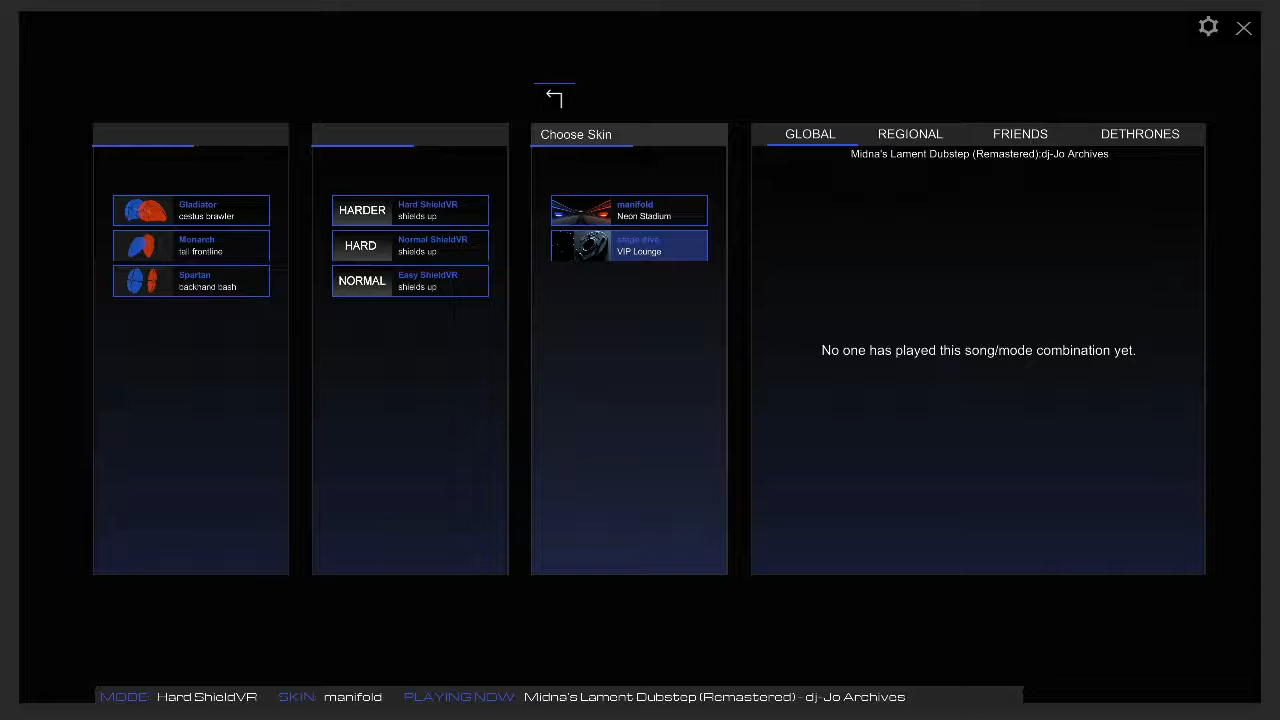 Gladiator
cestus brawler
Monarch
tall frontline
Spartan
backhand bash
HARDER
Hard ShieldVR
shields up
HARD
Normal ShieldVR
shields up
NORMAL
Easy ShieldVR
shields up
Choose Skin
manifold
Neon Stadium
stage dive
VIP Lounge
GLOBAL REGIONAL FRIENDS DETHRONES
Midna's Lament Dubstep (Remastered):dj-Jo Archives
No one has played this song/mode combination yet.
MODE: Hard ShieldVR SKIN: manifold PLAYING NOW: Midna's Lament Dubstep (Remastered) - dj-Jo Archives